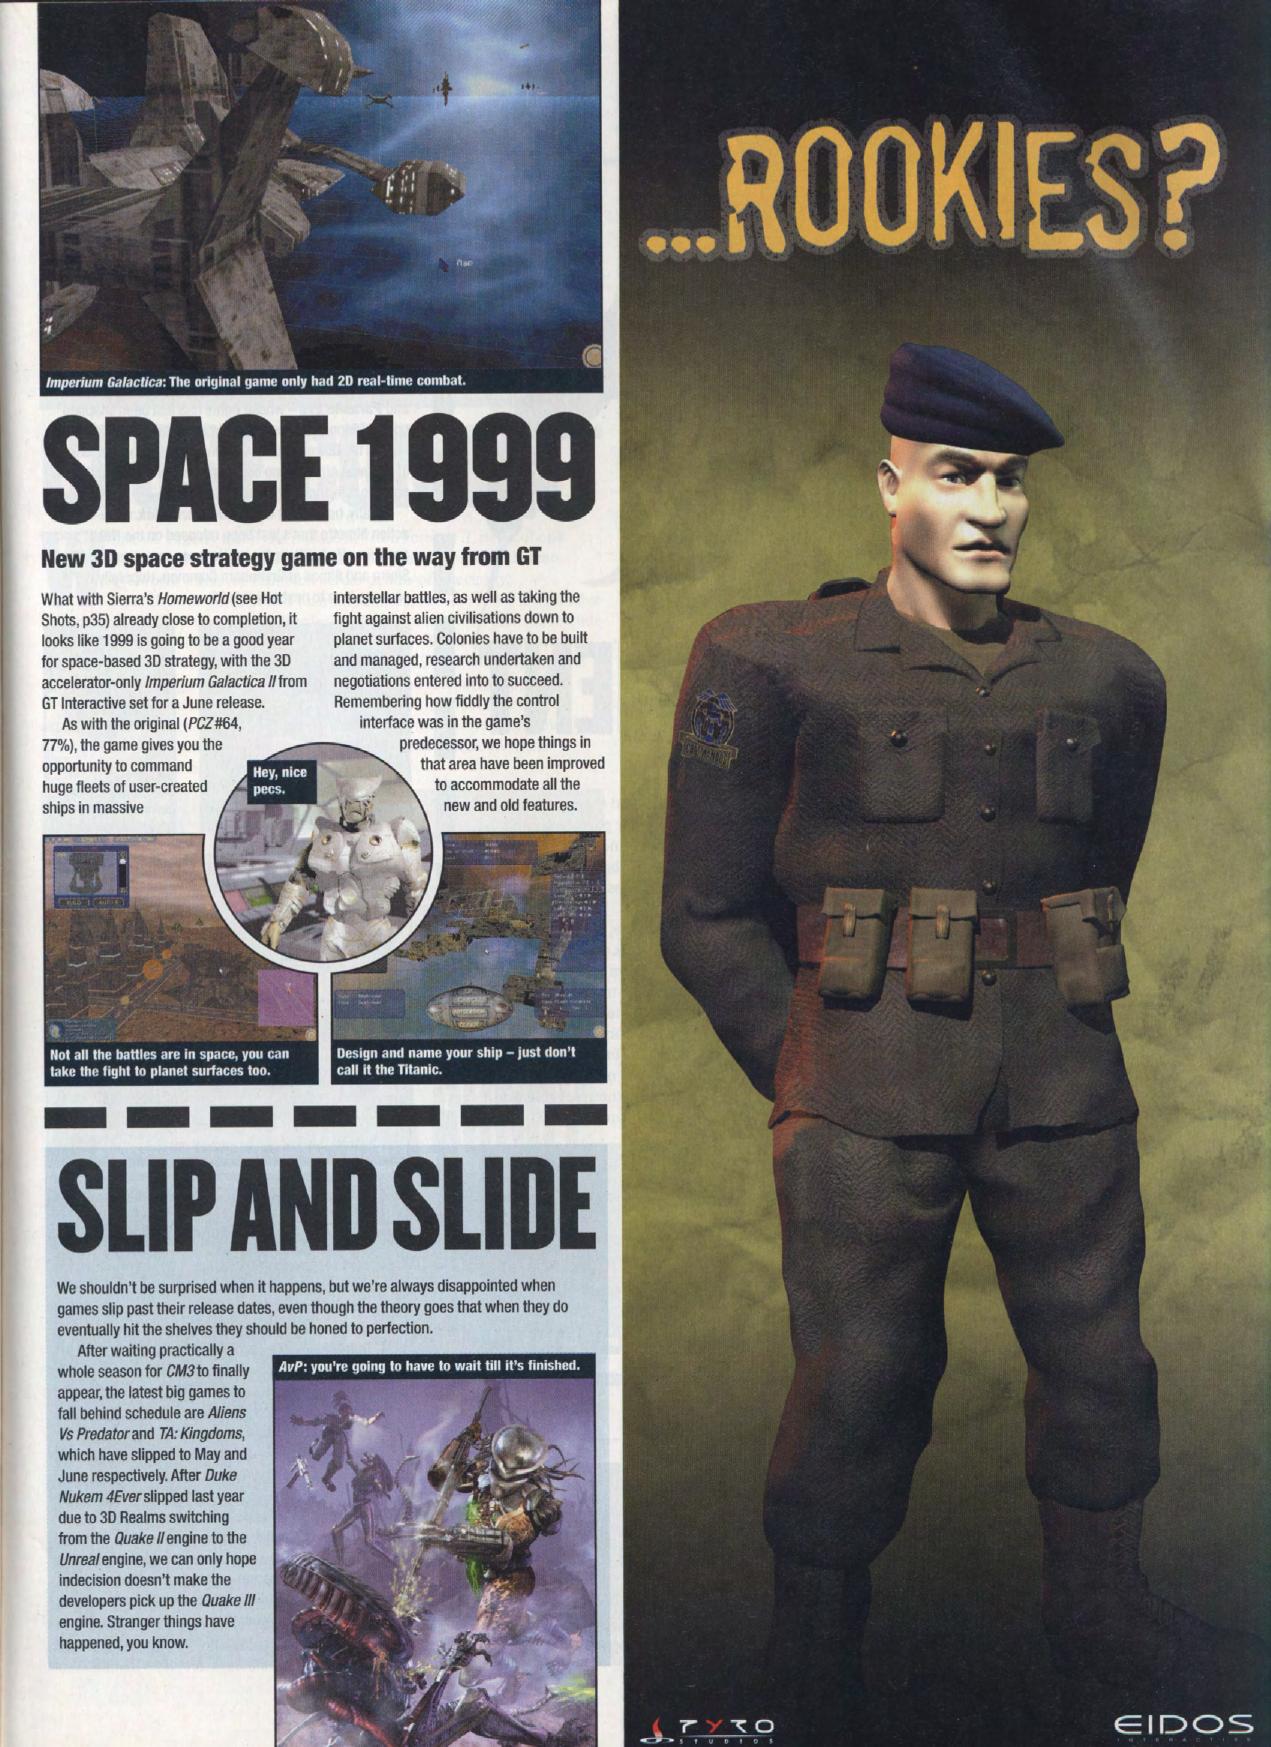 Imperium Galactica: The original game only had 2D real-time combat.
SPACE 1999
New 3D space strategy game on the way from GT
What with Sierra's Homeworld (see Hot
Shots, p35) already close to completion, it
looks like 1999 is going to be a good year
for space-based 3D strategy, with the 3D
accelerator-only Imperium Galactica II from
GT Interactive set for a June release.
As with the original (PCZ #64,
77%), the game gives you the
opportunity to command
huge fleets of user-created
ships in massive
interstellar battles, as well as taking the
fight against alien civilisations down to
planet surfaces. Colonies have to be built
and managed, research undertaken and
negotiations entered into to succeed.
Remembering how fiddly the control
interface was in the game's
predecessor, we hope things in
that area have been improved
to accommodate all the
new and old features.
Hey, nice
pecs.
Not all the battles are in space, you can
take the fight to planet surfaces too.
Design and name your ship – just don't
call it the Titanic.
SLIP AND SLIDE
We shouldn't be surprised when it happens, but we're always disappointed when
games slip past their release dates, even though the theory goes that when they do
eventually hit the shelves they should be honed to perfection.
After waiting practically a
whole season for CM3 to finally
appear, the latest big games to
fall behind schedule are Aliens
Vs Predator and TA: Kingdoms,
which have slipped to May and
June respectively. After Duke
Nukem 4Ever slipped last year
due to 3D Realms switching
from the Quake II engine to the
Unreal engine, we can only hope
indecision doesn't make the
developers pick up the Quake III
engine. Stranger things have
happened, you know.
AvP: you're going to have to wait till it's finished.
...ROOKIES?
PYRO
STUDIOS
EIDOS
INTERACTIVE